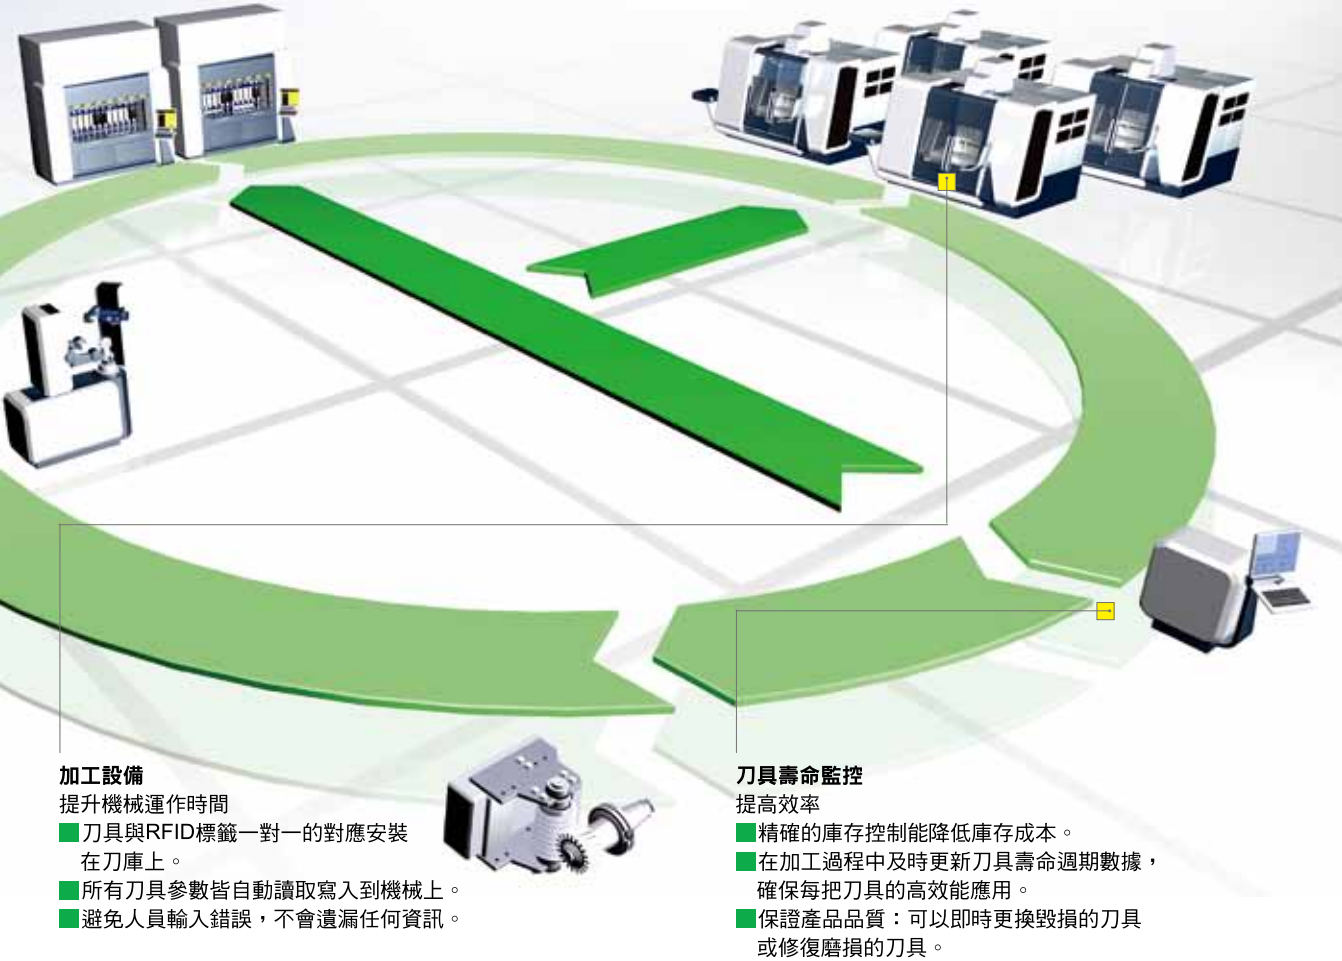 加工設備
提升機械運作時間
刀具與RFID標籤一對一的對應安裝
在刀庫上。
所有刀具參數皆自動讀取寫入到機械上。
避免人員輸入錯誤，不會遺漏任何資訊。
刀具壽命監控
提高效率
精確的庫存控制能降低庫存成本。
在加工過程中及時更新刀具壽命週期數據，
確保每把刀具的高效能應用。
保證產品品質：可以即時更換毀損的刀具
或修復磨損的刀具。